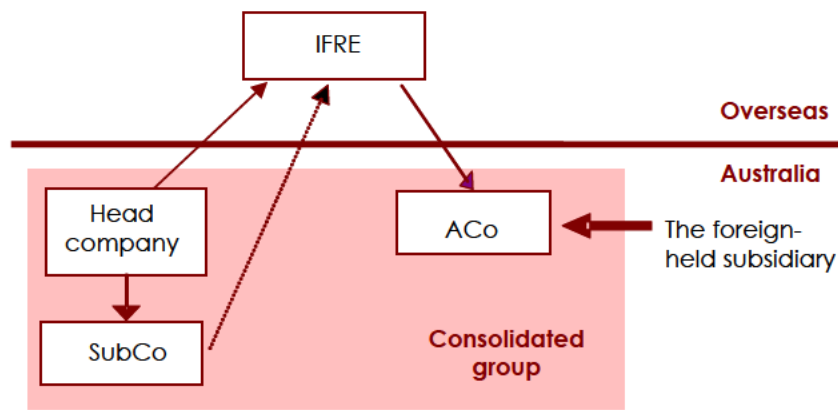 IFRE
Overseas
Australia
Head
company
ACo
The foreign-
held subsidiary
SubCo
Consolidated
group